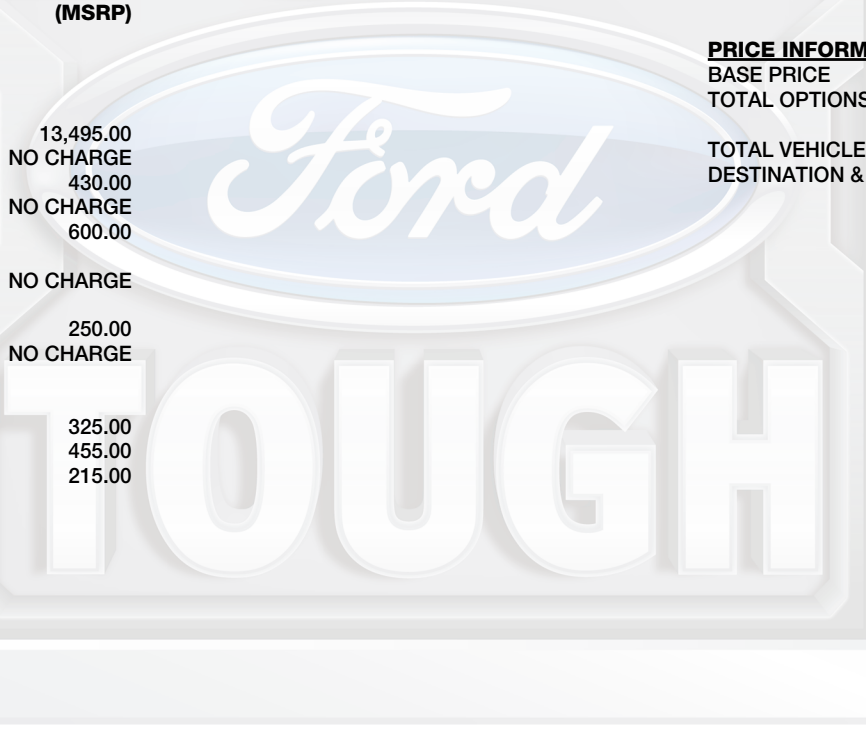 (MSRP)
13,495.00
NO CHARGE
430.00
NO CHARGE
600.00
NO CHARGE
250.00
NO CHARGE
325.00
455.00
215.00
PRICE INFORM
BASE PRICE
TOTAL OPTIONS
TOTAL VEHICLE
DESTINATION &
Ford
TOUGH